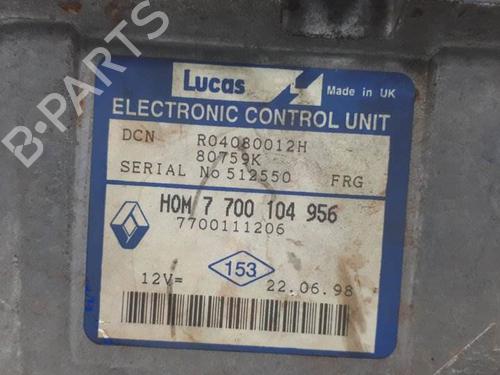 B-PARTS
Lucas
Made in UK
ELECTRONIC CONTROL UNIT
DCN R04080012H
80759K
SERIAL No 512550 FRG
HOM 7 700 104 956
7700111206
153
12V= 22.06.98